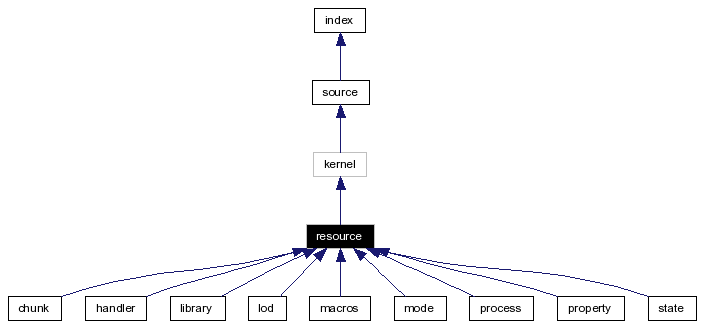 index
source
kernel
resource
chunk handler library lod macros mode process property state